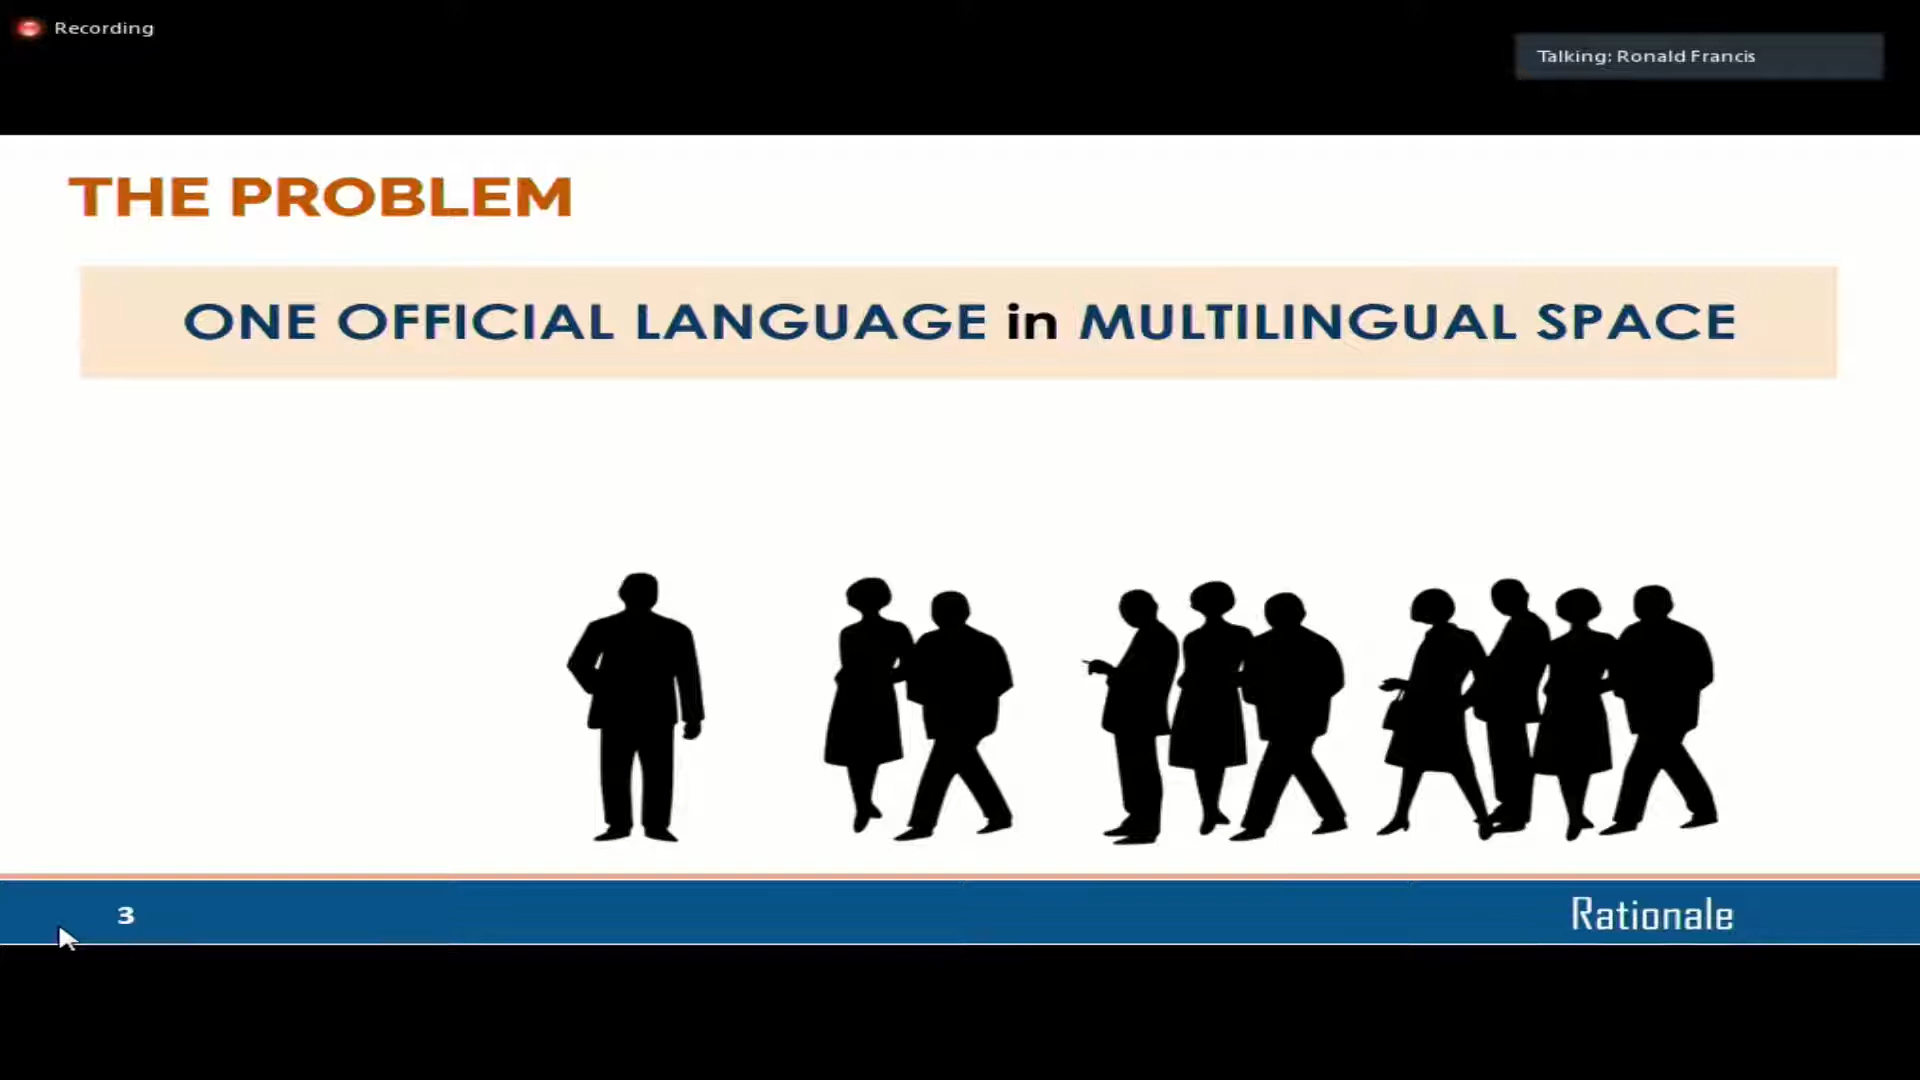 Recording
Talking: Ronald Francis
THE PROBLEM
ONE OFFICIAL LANGUAGE in MULTILINGUAL SPACE
3
Rationale